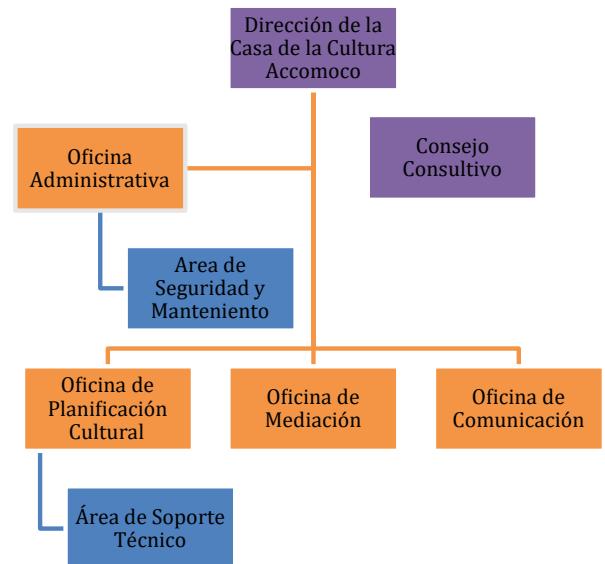 Dirección de la
Casa de la Cultura
Accomoco
Consejo
Consultivo
Oficina
Administrativa
Area de
Seguridad y
Manteniento
Oficina de
Planificación
Cultural
Oficina de
Mediación
Oficina de
Comunicación
Área de Soporte
Técnico